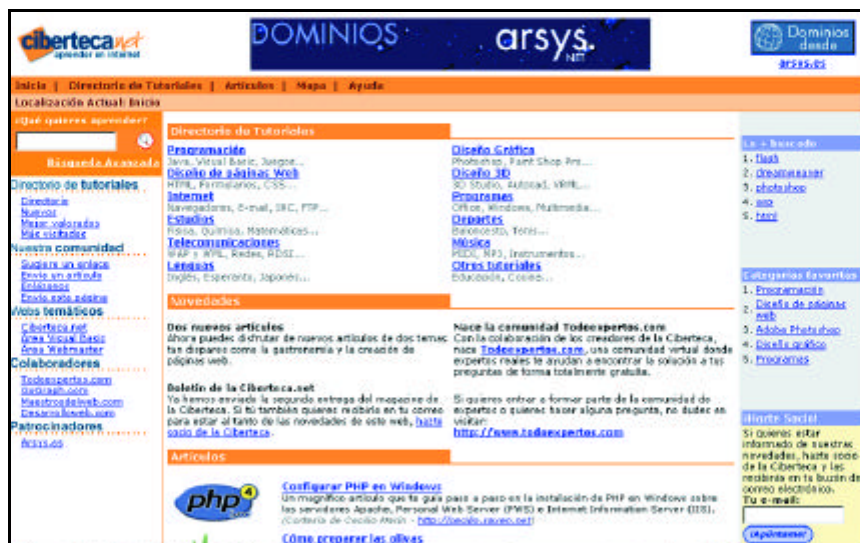 ciberteca.net
aprender en internet
DOMINIOS
arsys.
NET
Dominios
desde
arsys.es
Inicio | Directorio de Tutoriales | Artículos | Mapa | Ayuda
Localización Actual: Inicio
¿Qué quieres aprender?
Búsqueda Avanzada
Directorio de tutoriales
Directorio
Nuevos
Mejor valorados
Más visitados
Nuestra comunidad
Sugiere un enlace
Envía un artículo
Enlázanos
Envía esta página
Webs temáticos
Ciberteca.net
Área Visual Basic
Área Webmaster
Colaboradores
Todoexpertos.com
GoGraph.com
Maestrosdelweb.com
Desarrolloweb.com
Patrocinadores
Arsys.es
Directorio de Tutoriales
Programación
Java, Visual Basic, Juegos...
Diseño de páginas Web
HTML, Formularios, CSS...
Internet
Navegadores, E-mail, IRC, FTP...
Estudios
Física, Química, Matemáticas...
Telecomunicaciones
WAP y WML, Redes, RDSI...
Lenguas
Inglés, Esperanto, Japonés...
Diseño Gráfico
Photoshop, Paint Shop Pro...
Diseño 3D
3D Studio, Autocad, VRML...
Programas
Office, Windows, Multimedia...
Deportes
Baloncesto, Tenis...
Música
MIDI, MP3, Instrumentos...
Otros tutoriales
Educación, Cocina...
Novedades
Dos nuevos artículos
Ahora puedes disfrutar de nuevos artículos de dos temas
tan dispares como la gastronomía y la creación de
páginas web.
Boletín de la Ciberteca.net
Ya hemos enviado la segunda entrega del magazine de
la Ciberteca. Si tú también quieres recibirlo en tu correo
para estar al tanto de las novedades de este web, hazte
socio de la Ciberteca.
Nace la comunidad Todoexpertos.com
Con la colaboración de los creadores de la Ciberteca,
nace Todoexpertos.com, una comunidad virtual donde
expertos reales te ayudan a encontrar la solución a tus
preguntas de forma totalmente gratuita.
Si quieres entrar a formar parte de la comunidad de
expertos o quieres hacer alguna pregunta, no dudes en
visitar:
http://www.todoexpertos.com
Artículos
php 4
Configurar PHP en Windows
Un magnífico artículo que te guía paso a paso en la instalación de PHP en Windows sobre
los servidores Apache, Personal Web Server (PWS) e Internet Information Server (IIS).
(Cortesía de Cecilio Marín -
Cómo preparar las olivas
Lo + buscado
1. flash
2. dreamweaver
3. photoshop
4. asp
5. html
Categorías favoritas
1. Programación
2. Diseño de páginas
web
3. Adobe Photoshop
4. Diseño gráfico
5. Programas
¡Hazte Socio!
Si quieres estar
informado de nuestras
novedades, hazte socio
de la Ciberteca y las
recibirás en tu buzón de
correo electrónico.
Tu e-mail:
¡Apúntame!